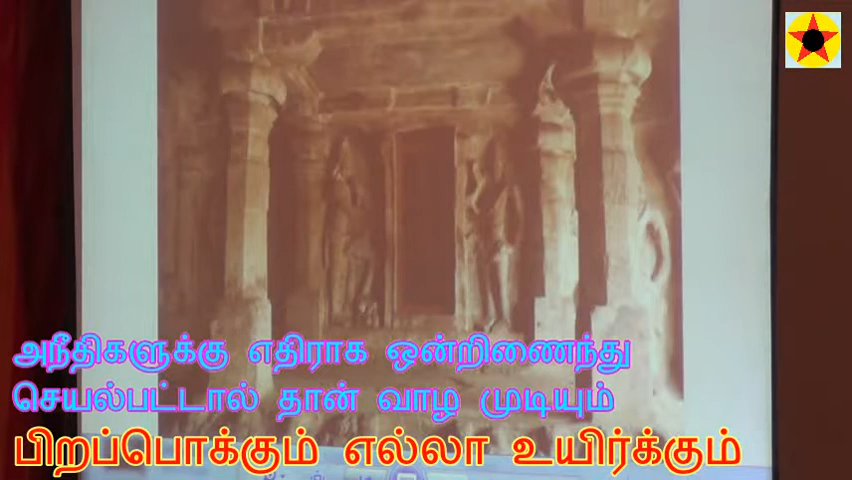 அநீதிகளுக்கு எதிராக ஒன்றிணைந்து
செயல்பட்டால் தான் வாழ முடியும்
பிறப்பொக்கும் எல்லா உயிர்க்கும்